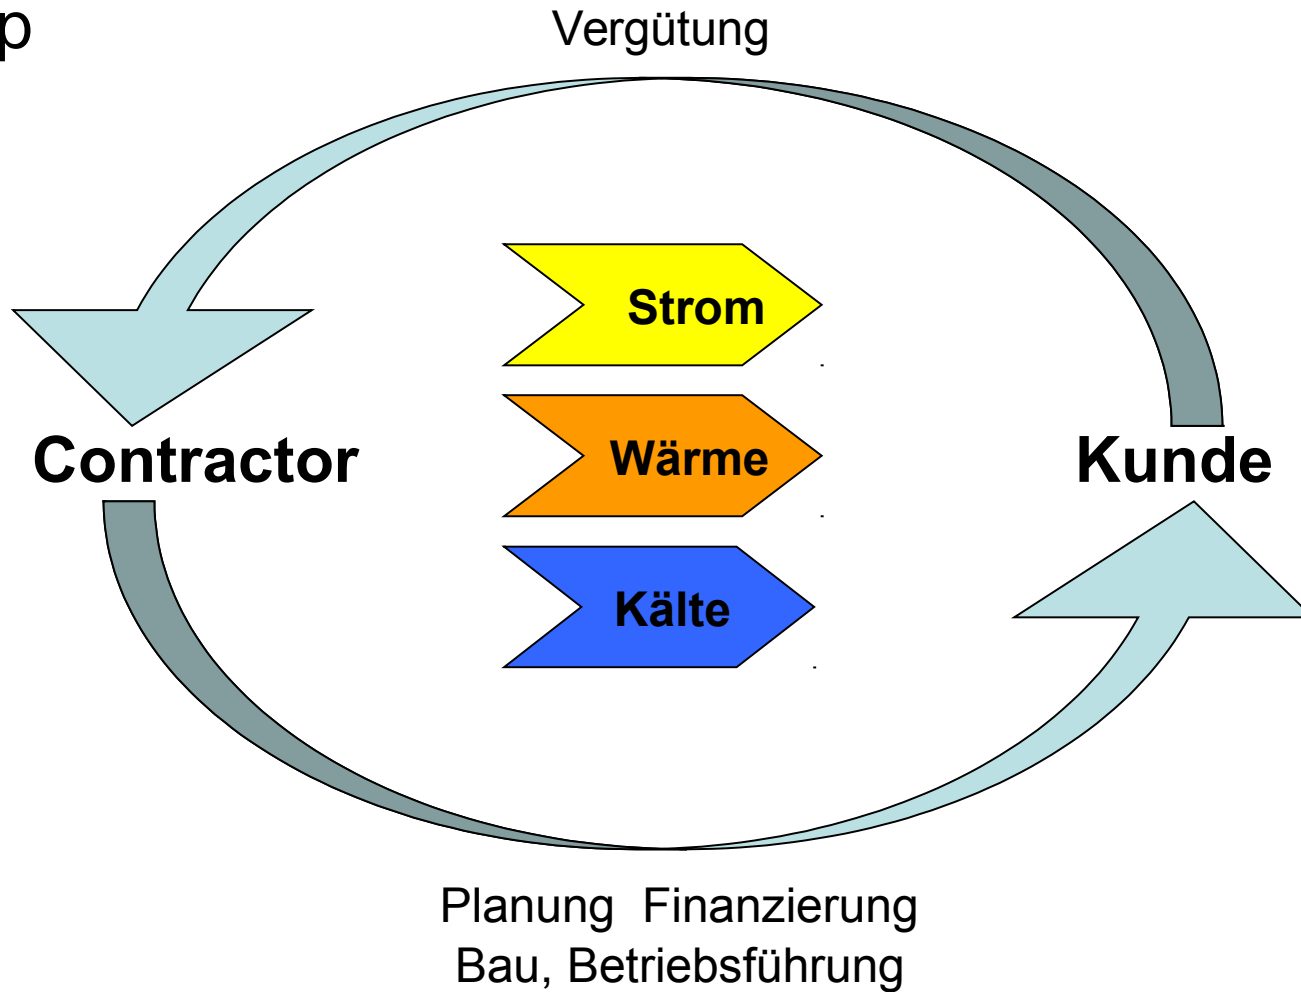 p
Vergütung
Strom
Contractor
Wärme
Kunde
Kälte
Planung Finanzierung
Bau, Betriebsführung